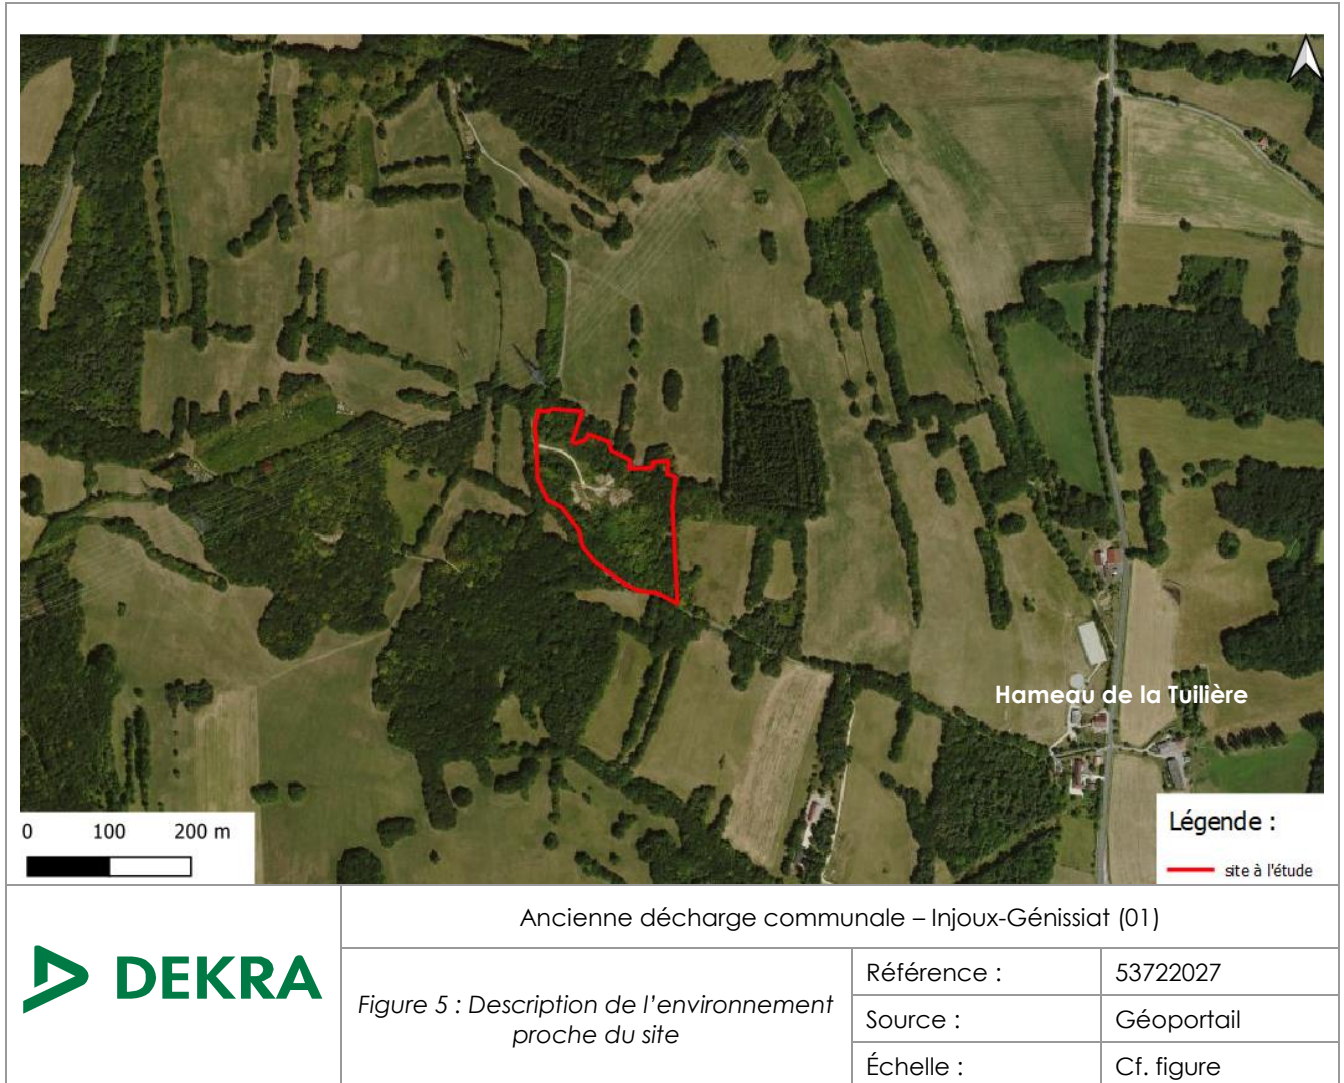 Hameau de la Tuilière
0 100 200 m
Légende :
site à l'étude
DEKRA
Ancienne décharge communale – Injoux-Génissiat (01)
Figure 5 : Description de l'environnement
proche du site
Référence : 53722027
Source : Géoportail
Échelle : Cf. figure